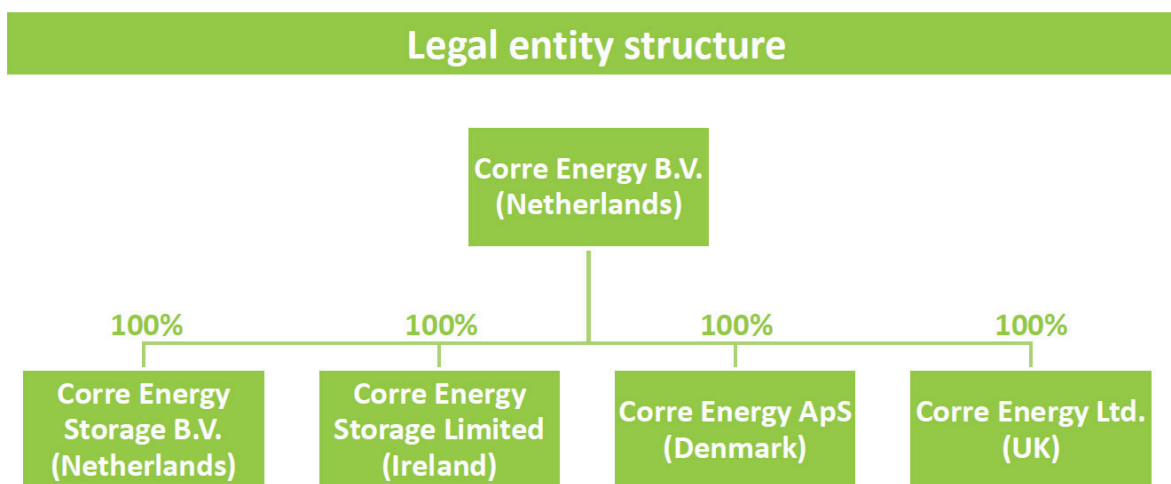 Legal entity structure
Corre Energy B.V.
(Netherlands)
100%
100%
100%
100%
Corre Energy
Storage B.V.
(Netherlands)
Corre Energy
Storage Limited
(Ireland)
Corre Energy ApS
(Denmark)
Corre Energy Ltd.
(UK)